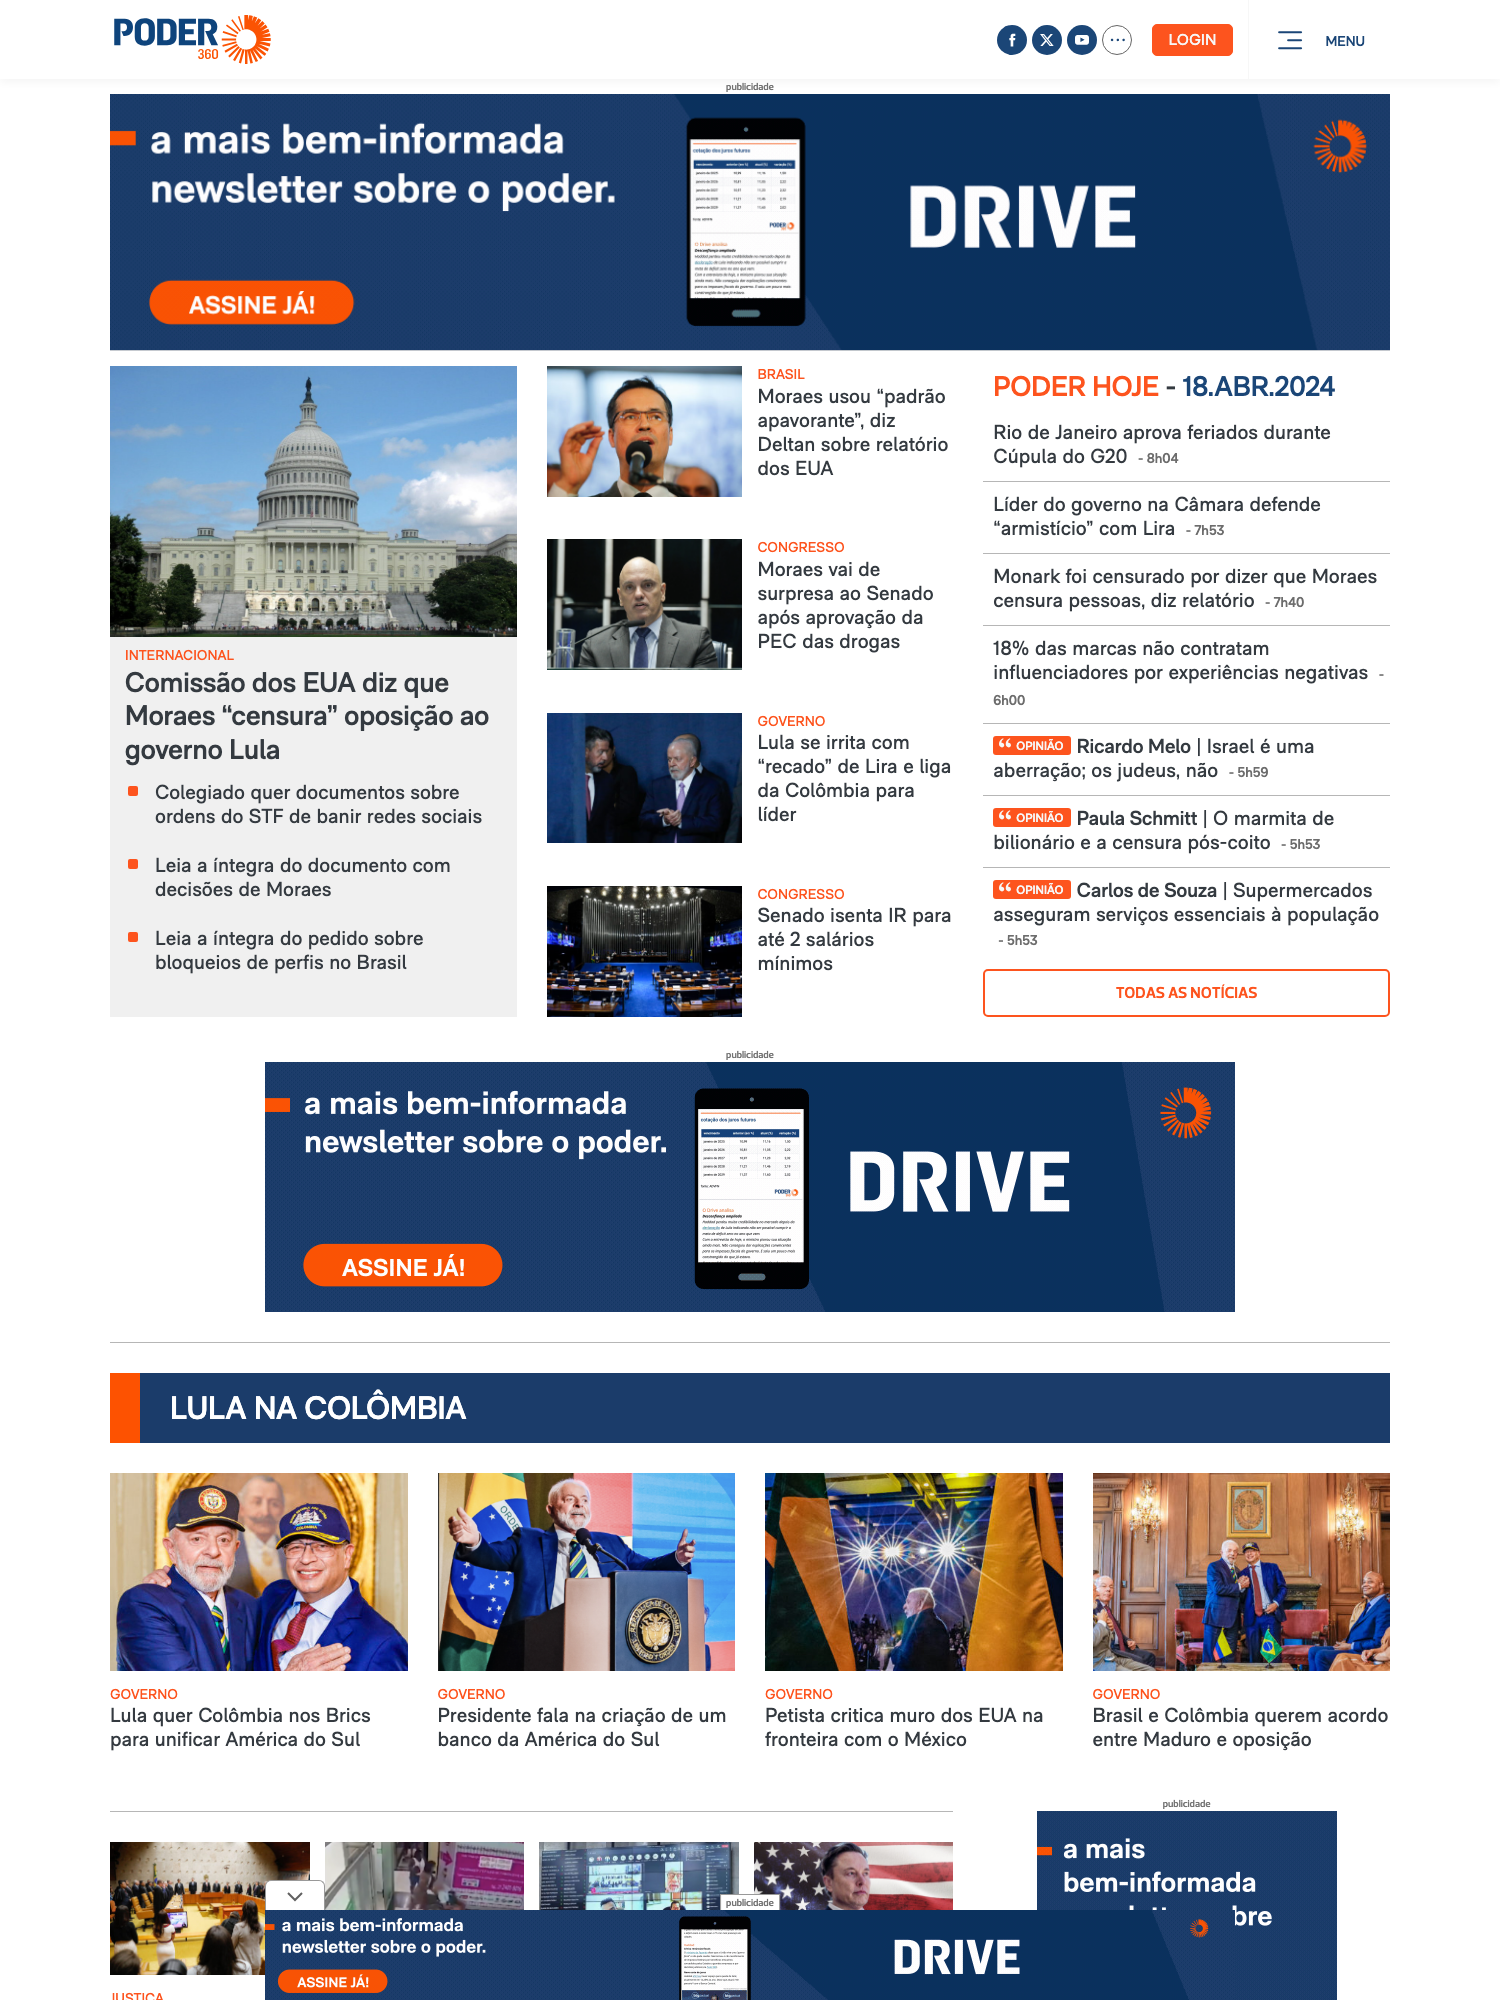 PODER
360
LOGIN
MENU
publicidade
a mais bem-informada
newsletter sobre o poder.
ASSINE JÁ!
DRIVE
INTERNACIONAL
Comissão dos EUA diz que
Moraes “censura” oposição ao
governo Lula
Colegiado quer documentos sobre
ordens do STF de banir redes sociais
Leia a íntegra do documento com
decisões de Moraes
Leia a íntegra do pedido sobre
bloqueios de perfis no Brasil
BRASIL
Moraes usou “padrão
apavorante”, diz
Deltan sobre relatório
dos EUA
CONGRESSO
Moraes vai de
surpresa ao Senado
após aprovação da
PEC das drogas
GOVERNO
Lula se irrita com
“recado” de Lira e liga
da Colômbia para
líder
CONGRESSO
Senado isenta IR para
até 2 salários
mínimos
PODER HOJE - 18.ABR.2024
Rio de Janeiro aprova feriados durante
Cúpula do G20 - 8h04
Líder do governo na Câmara defende
“armistício” com Lira - 7h53
Monark foi censurado por dizer que Moraes
censura pessoas, diz relatório - 7h40
18% das marcas não contratam
influenciadores por experiências negativas -
6h00
OPINIÃO Ricardo Melo | Israel é uma
aberração; os judeus, não - 5h59
OPINIÃO Paula Schmitt | O marmita de
bilionário e a censura pós-coito - 5h53
OPINIÃO Carlos de Souza | Supermercados
asseguram serviços essenciais à população
- 5h53
TODAS AS NOTÍCIAS
publicidade
a mais bem-informada
newsletter sobre o poder.
ASSINE JÁ!
DRIVE
LULA NA COLÔMBIA
GOVERNO
Lula quer Colômbia nos Brics
para unificar América do Sul
GOVERNO
Presidente fala na criação de um
banco da América do Sul
GOVERNO
Petista critica muro dos EUA na
fronteira com o México
GOVERNO
Brasil e Colômbia querem acordo
entre Maduro e oposição
publicidade
a mais
bem-informada
JUSTIÇA
publicidade
a mais bem-informada
newsletter sobre o poder.
ASSINE JÁ!
DRIVE